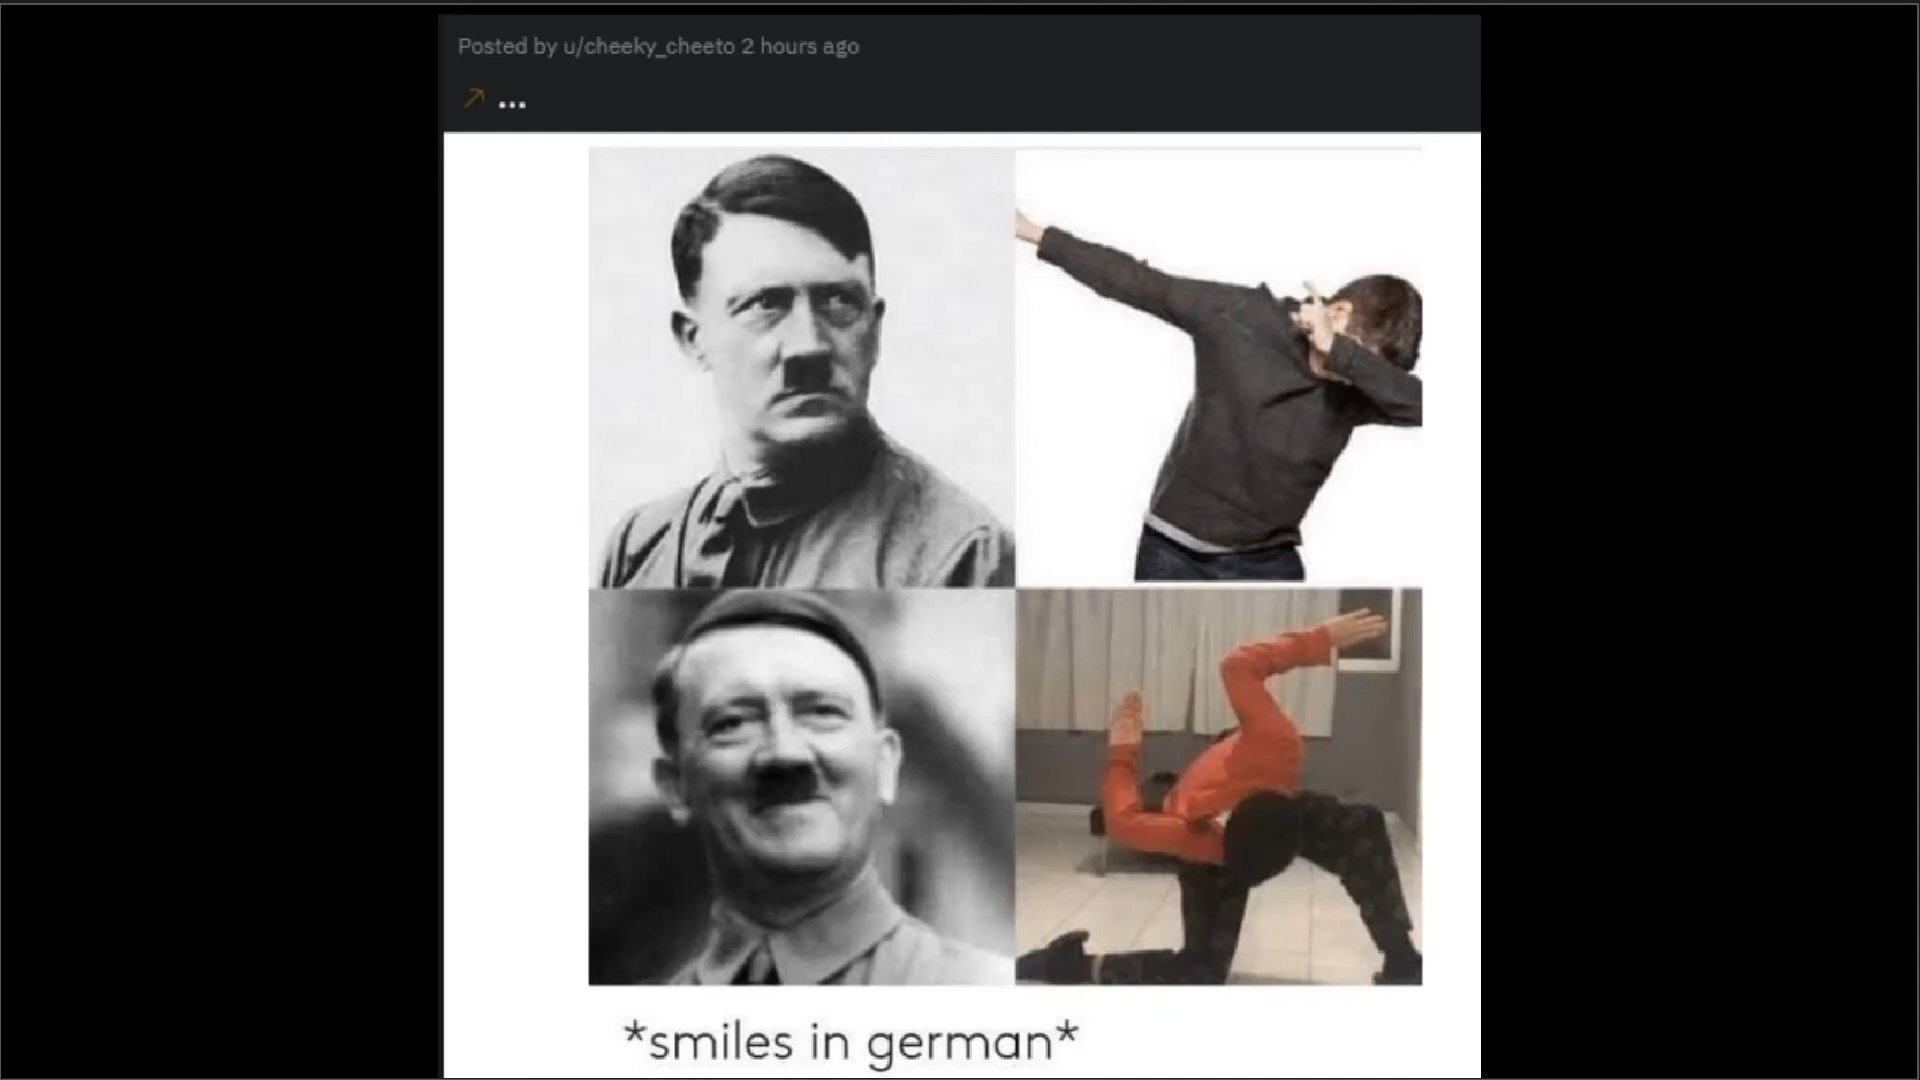 Posted by u/cheeky_cheeto 2 hours ago
...
*smiles in german*